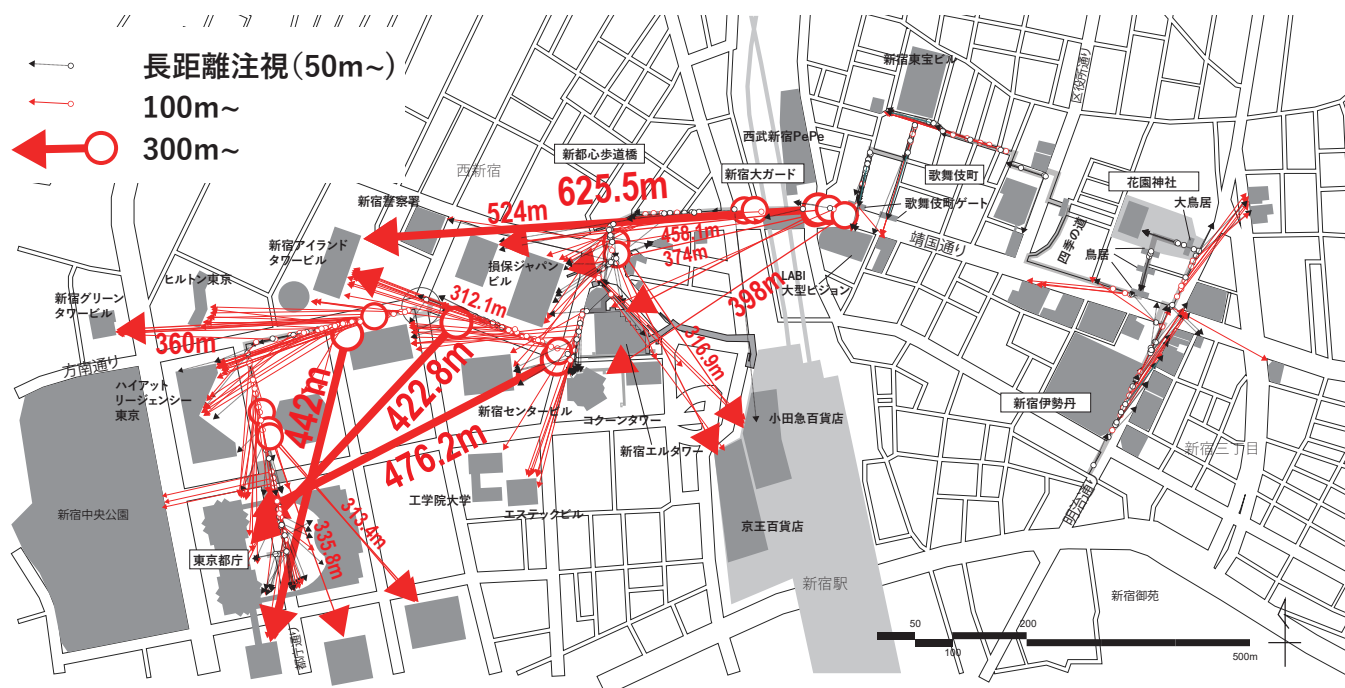 長距離注視(50m~)
100m~
300m~
新宿東宝ビル
区役所通り
西武新宿PePe
新都心歩道橋
新宿大ガード
歌舞伎町
花園神社
大鳥居
西新宿
625.5m
新宿警察署
524m
歌舞伎町ゲート
458.1m
374m
靖国通り
四季の道
鳥居
新宿アイランド
タワービル
損保ジャパン
ビル
LABI
大型ビジョン
ヒルトン東京
新宿グリーン
タワービル
312.1m
398m
360m
316.9m
方南通り
ハイアット
リージェンシー
東京
442m
422.8m
476.2m
新宿センタービル
コクーンタワー
小田急百貨店
新宿伊勢丹
新宿エルタワー
新宿三丁目
工学院大学
エステックビル
明治通り
新宿中央公園
313.4m
335.8m
京王百貨店
東京都庁
新宿駅
新宿御苑
都庁通り
50
200
100
500m